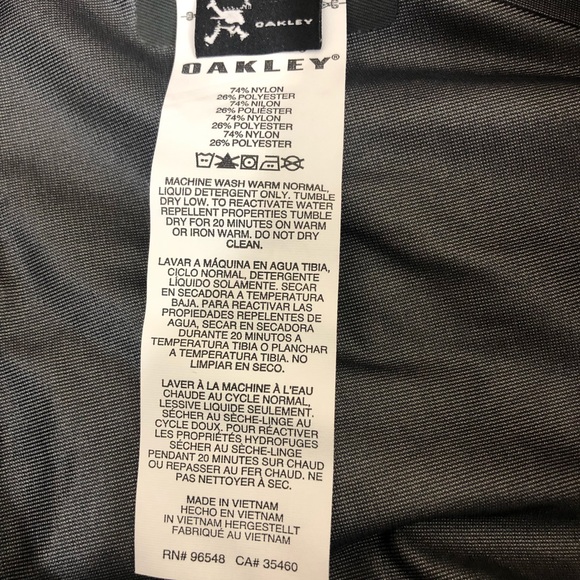 OAKLEY
OAKLEY®
74% NYLON
26% POLYESTER
74% NILON
26% POLYESTER
74% NYLON
26% POLYESTER
74% NYLON
26% POLYESTER
MACHINE WASH WARM NORMAL,
LIQUID DETERGENT ONLY. TUMBLE
DRY LOW. TO REACTIVATE WATER
REPELLENT PROPERTIES TUMBLE
DRY FOR 20 MINUTES ON WARM
OR IRON WARM. DO NOT DRY
CLEAN.
LAVAR A MÁQUINA EN AGUA TIBIA,
CICLO NORMAL, DETERGENTE
LÍQUIDO SOLAMENTE. SECAR
EN SECADORA A TEMPERATURA
BAJA. PARA REACTIVAR LAS
PROPIEDADES REPELENTES DE
AGUA, SECAR EN SECADORA
DURANTE 20 MINUTOS A
TEMPERATURA TIBIA O PLANCHAR
A TEMPERATURA TIBIA. NO
LIMPIAR EN SECO.
LAVER À LA MACHINE À L'EAU
CHAUDE AU CYCLE NORMAL,
LESSIVE LIQUIDE SEULEMENT.
SÉCHER AU SÈCHE-LINGE AU
CYCLE DOUX. POUR RÉACTIVER
LES PROPRIÉTÉS HYDROFUGES
SÉCHER AU SÈCHE-LINGE
PENDANT 20 MINUTES SUR CHAUD
OU REPASSER AU FER CHAUD. NE
PAS NETTOYER À SEC.
MADE IN VIETNAM
HECHO EN VIETNAM
IN VIETNAM HERGESTELLT
FABRIQUÉ AU VIETNAM
RN# 96548 CA# 35460